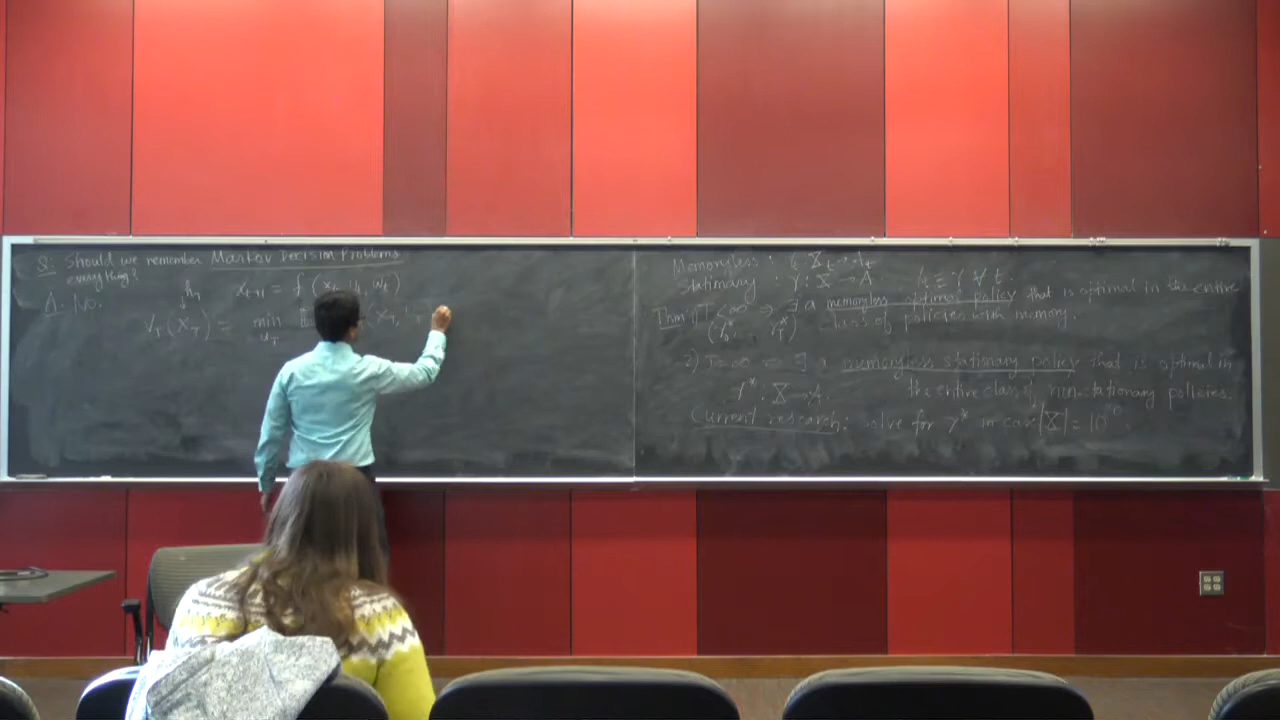 Q: Should we remember everything?
A. No.
Markov Decision Problems
x_{t+1} = f(x_t, u_t, w_t)
V_T(X_T) = min_{u_T}
Memoryless : X_t → A_t
Stationary : γ : X → A ∀ t.
Thm 1) T < ∞ ⇒ ∃ a memoryless optimal policy that is optimal in the entire
class of policies with memory.
2) T = ∞ ⇒ ∃ a memoryless stationary policy that is optimal in
γ* : X → A. the entire class of non-stationary policies.
Current research: solve for γ* in case |X| = 10